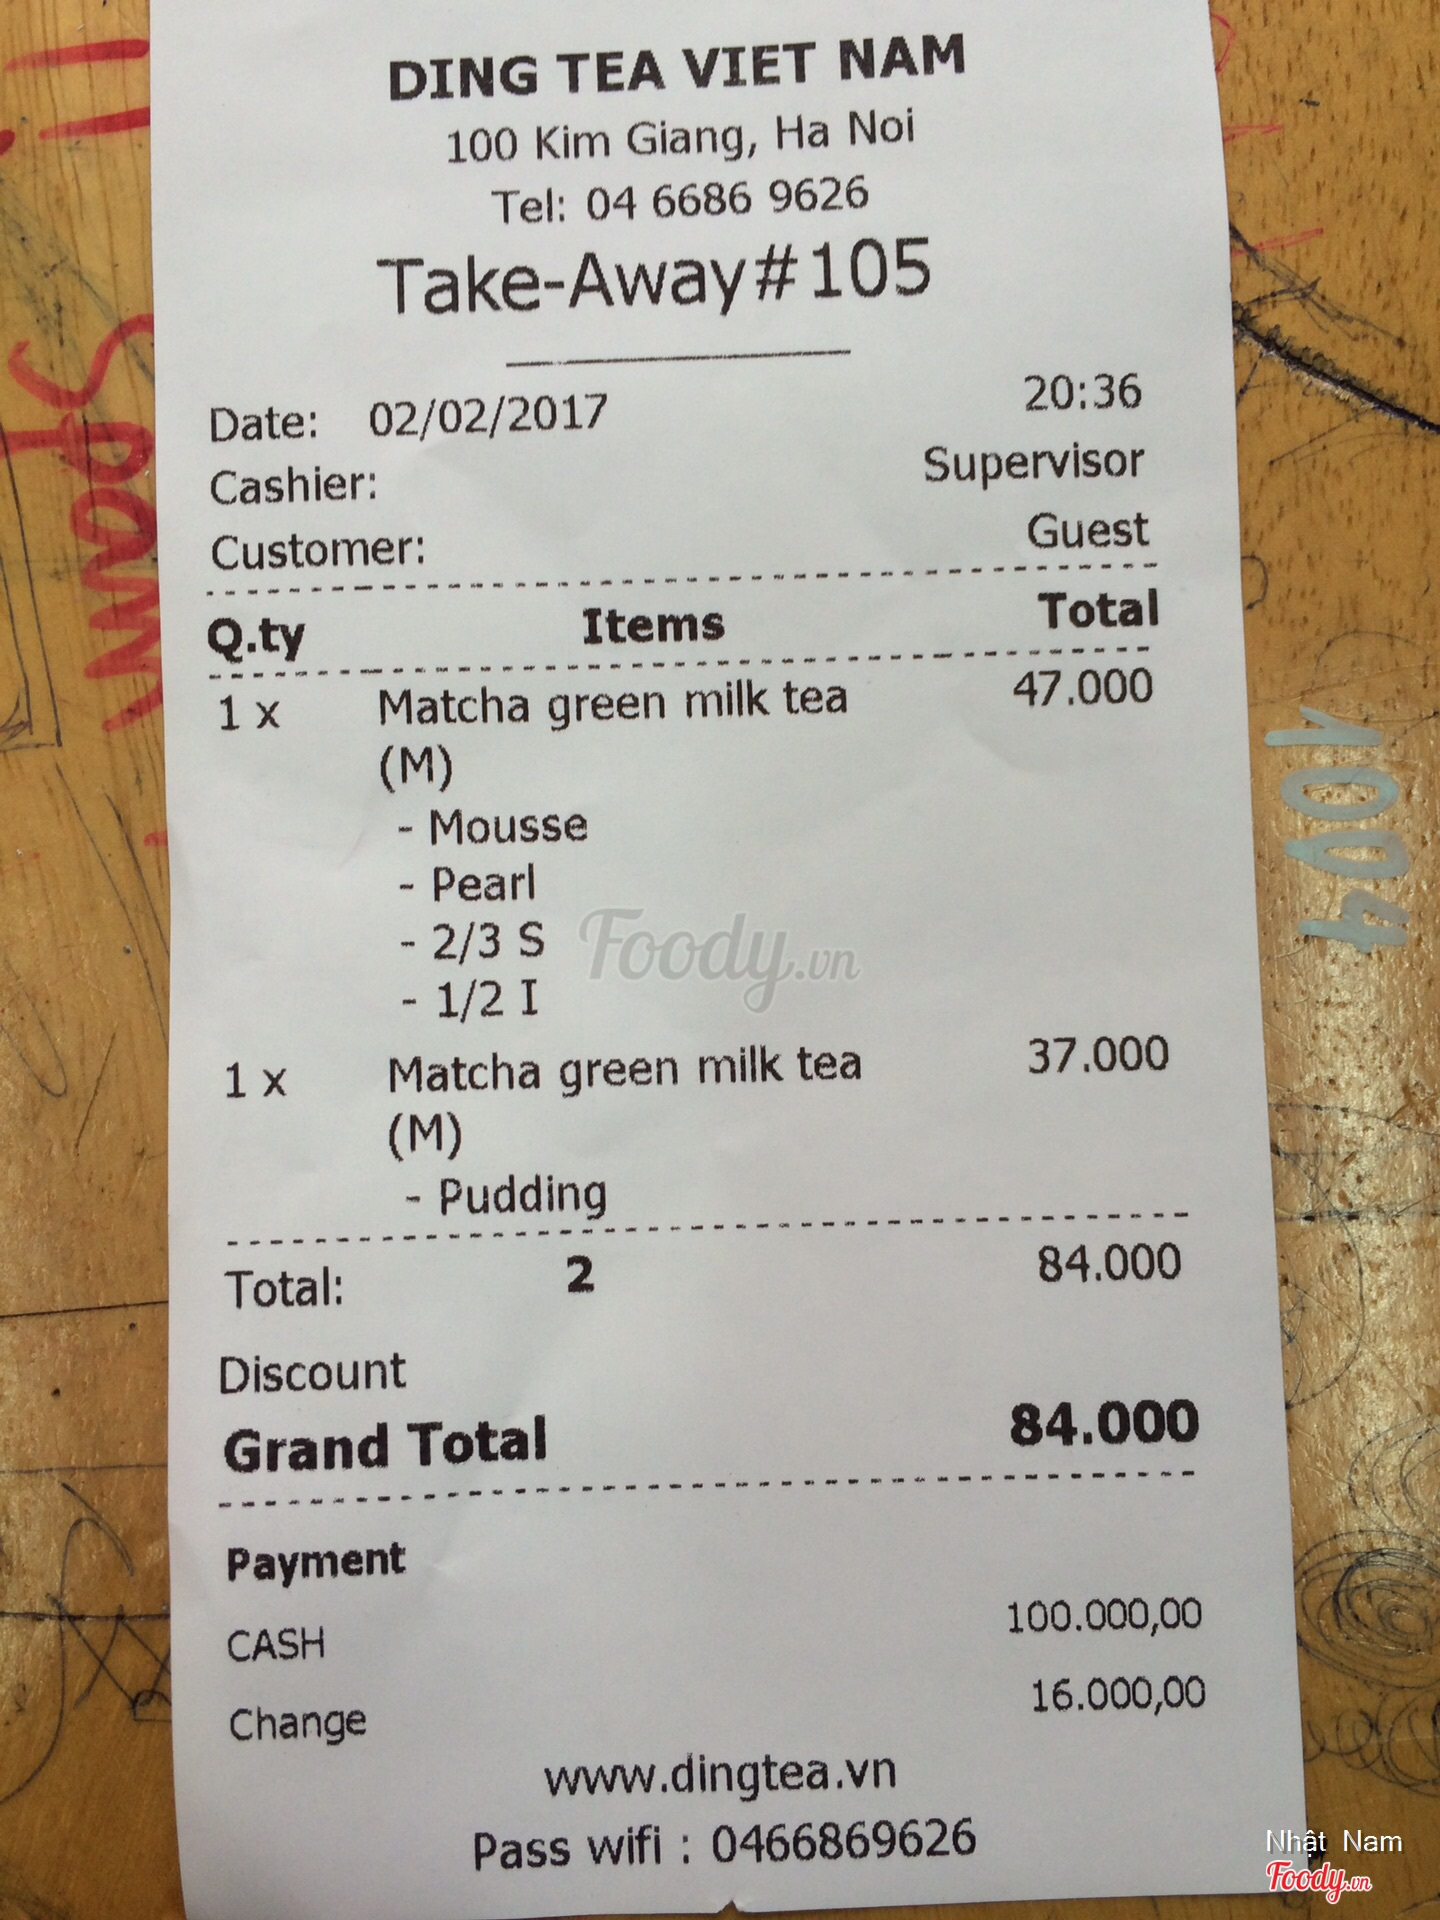 DING TEA VIET NAM
100 Kim Giang, Ha Noi
Tel: 04 6686 9626
Take-Away#105
Date: 02/02/2017 20:36
Cashier: Supervisor
Customer: Guest
Q.ty Items Total
1 x Matcha green milk tea 47.000
(M)
- Mousse
- Pearl
- 2/3 S
- 1/2 I
1 x Matcha green milk tea 37.000
(M)
- Pudding
Total: 2 84.000
Discount
Grand Total 84.000
Payment
CASH 100.000,00
Change 16.000,00
www.dingtea.vn
Pass wifi : 0466869626
Foody.vn
1004
Nhật Nam
Foody.vn